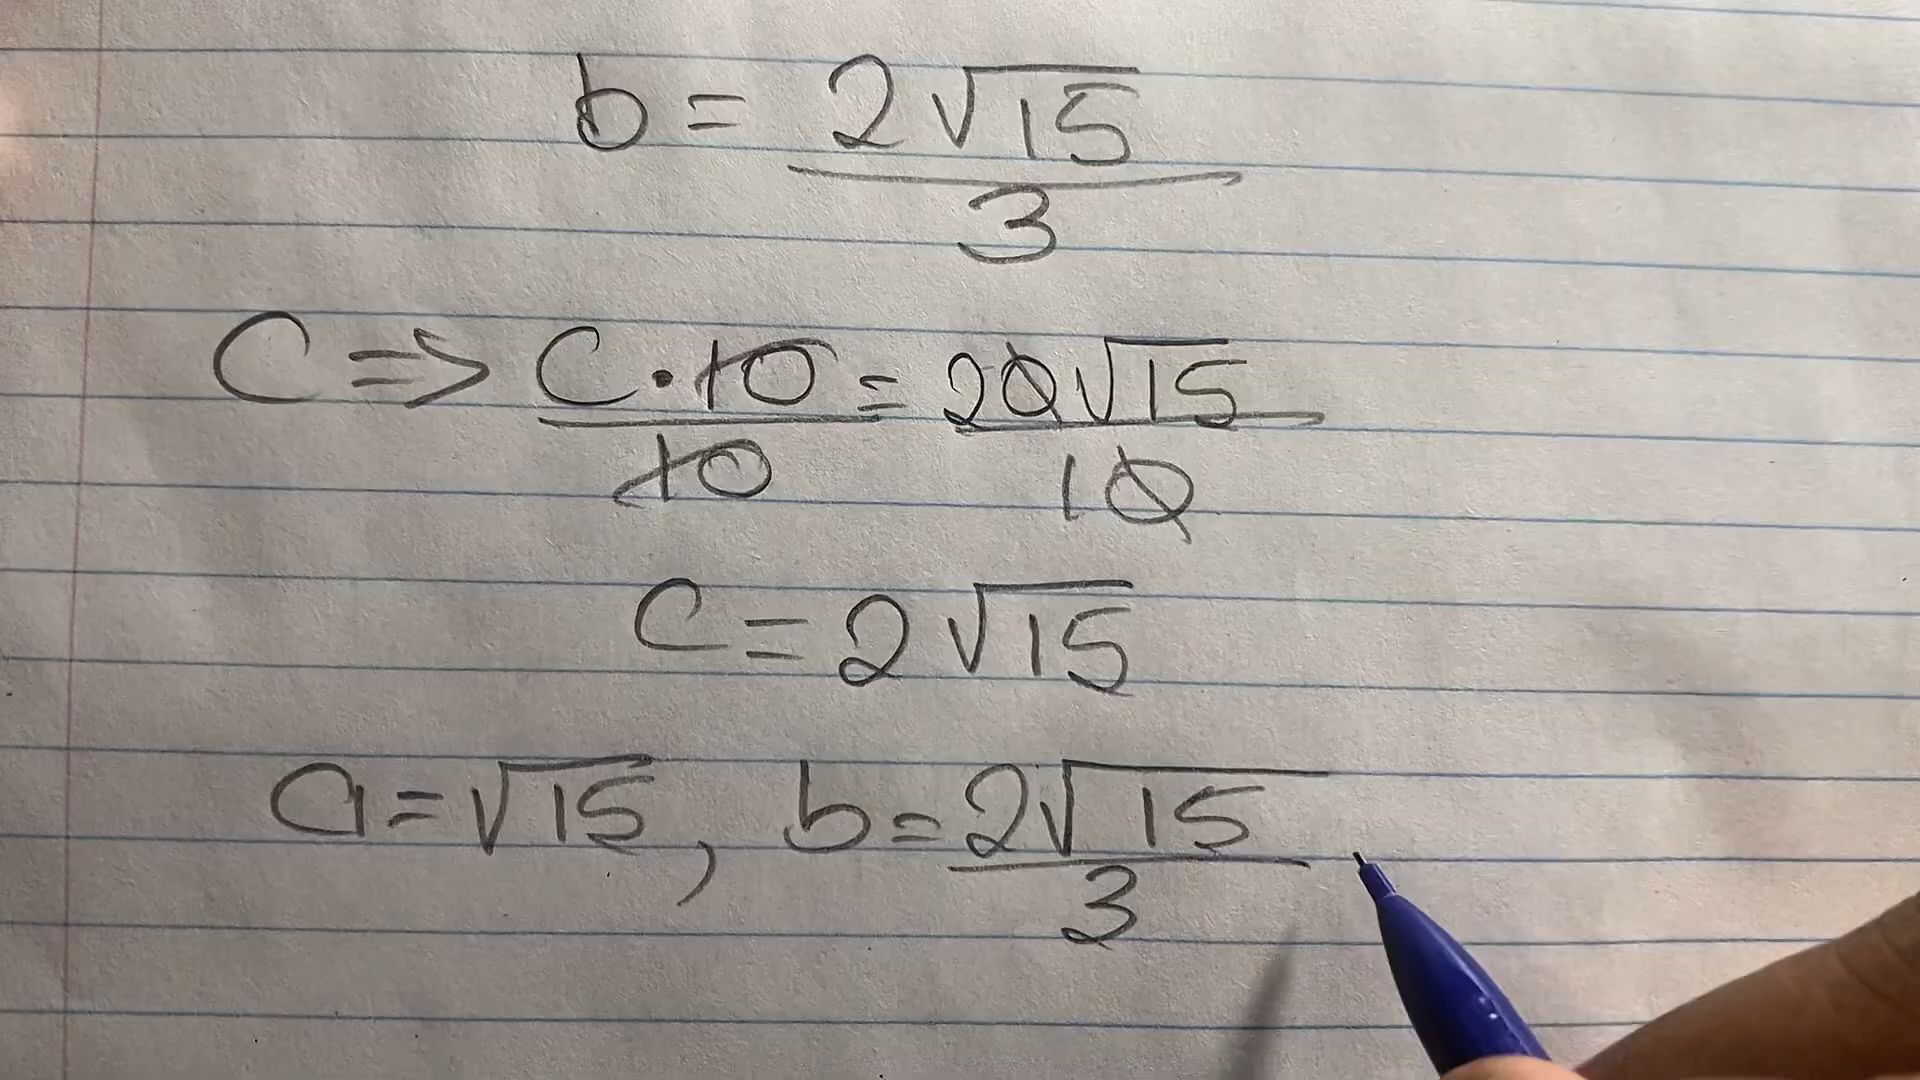 b = 2√15
3
C => C · 10 = 20√15
10 10
C = 2√15
a = √15, b = 2√15
3